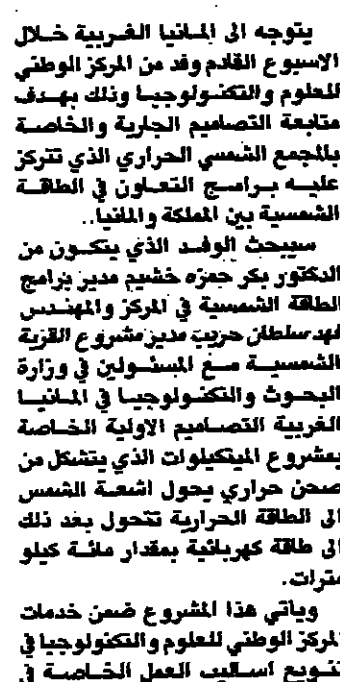 يتوجه الى المانيا الغربية خلال
الاسبوع القادم وفد من المركز الوطني
للعلوم والتكنولوجيا وذلك بهدف
متابعة التصاميم الجارية والخاصة
بالمجمع الشمسي الحراري الذي تتركز
عليه برامج التعاون في الطاقة
الشمسية بين المملكة والمانيا..
سيبحث الوفد الذي يتكون من
الدكتور بكر حمزه خشيم مدير برامج
الطاقة الشمسية في المركز والمهندس
فهد سلطان حريب مدير مشروع القرية
الشمسية مع المسئولين في وزارة
البحوث والتكنولوجيا في المانيا
الغربية التصاميم الاولية الخاصة
بمشروع الميتكيلوات الذي يتشكل من
صحن حراري يحول اشعة الشمس
الى الطاقة الحرارية تتحول بعد ذلك
الى طاقة كهربائية بمقدار مائة كيلو
مترات.
وياتي هذا المشروع ضمن خدمات
المركز الوطني للعلوم والتكنولوجيا في
تنويع اساليب العمل الخاصة في